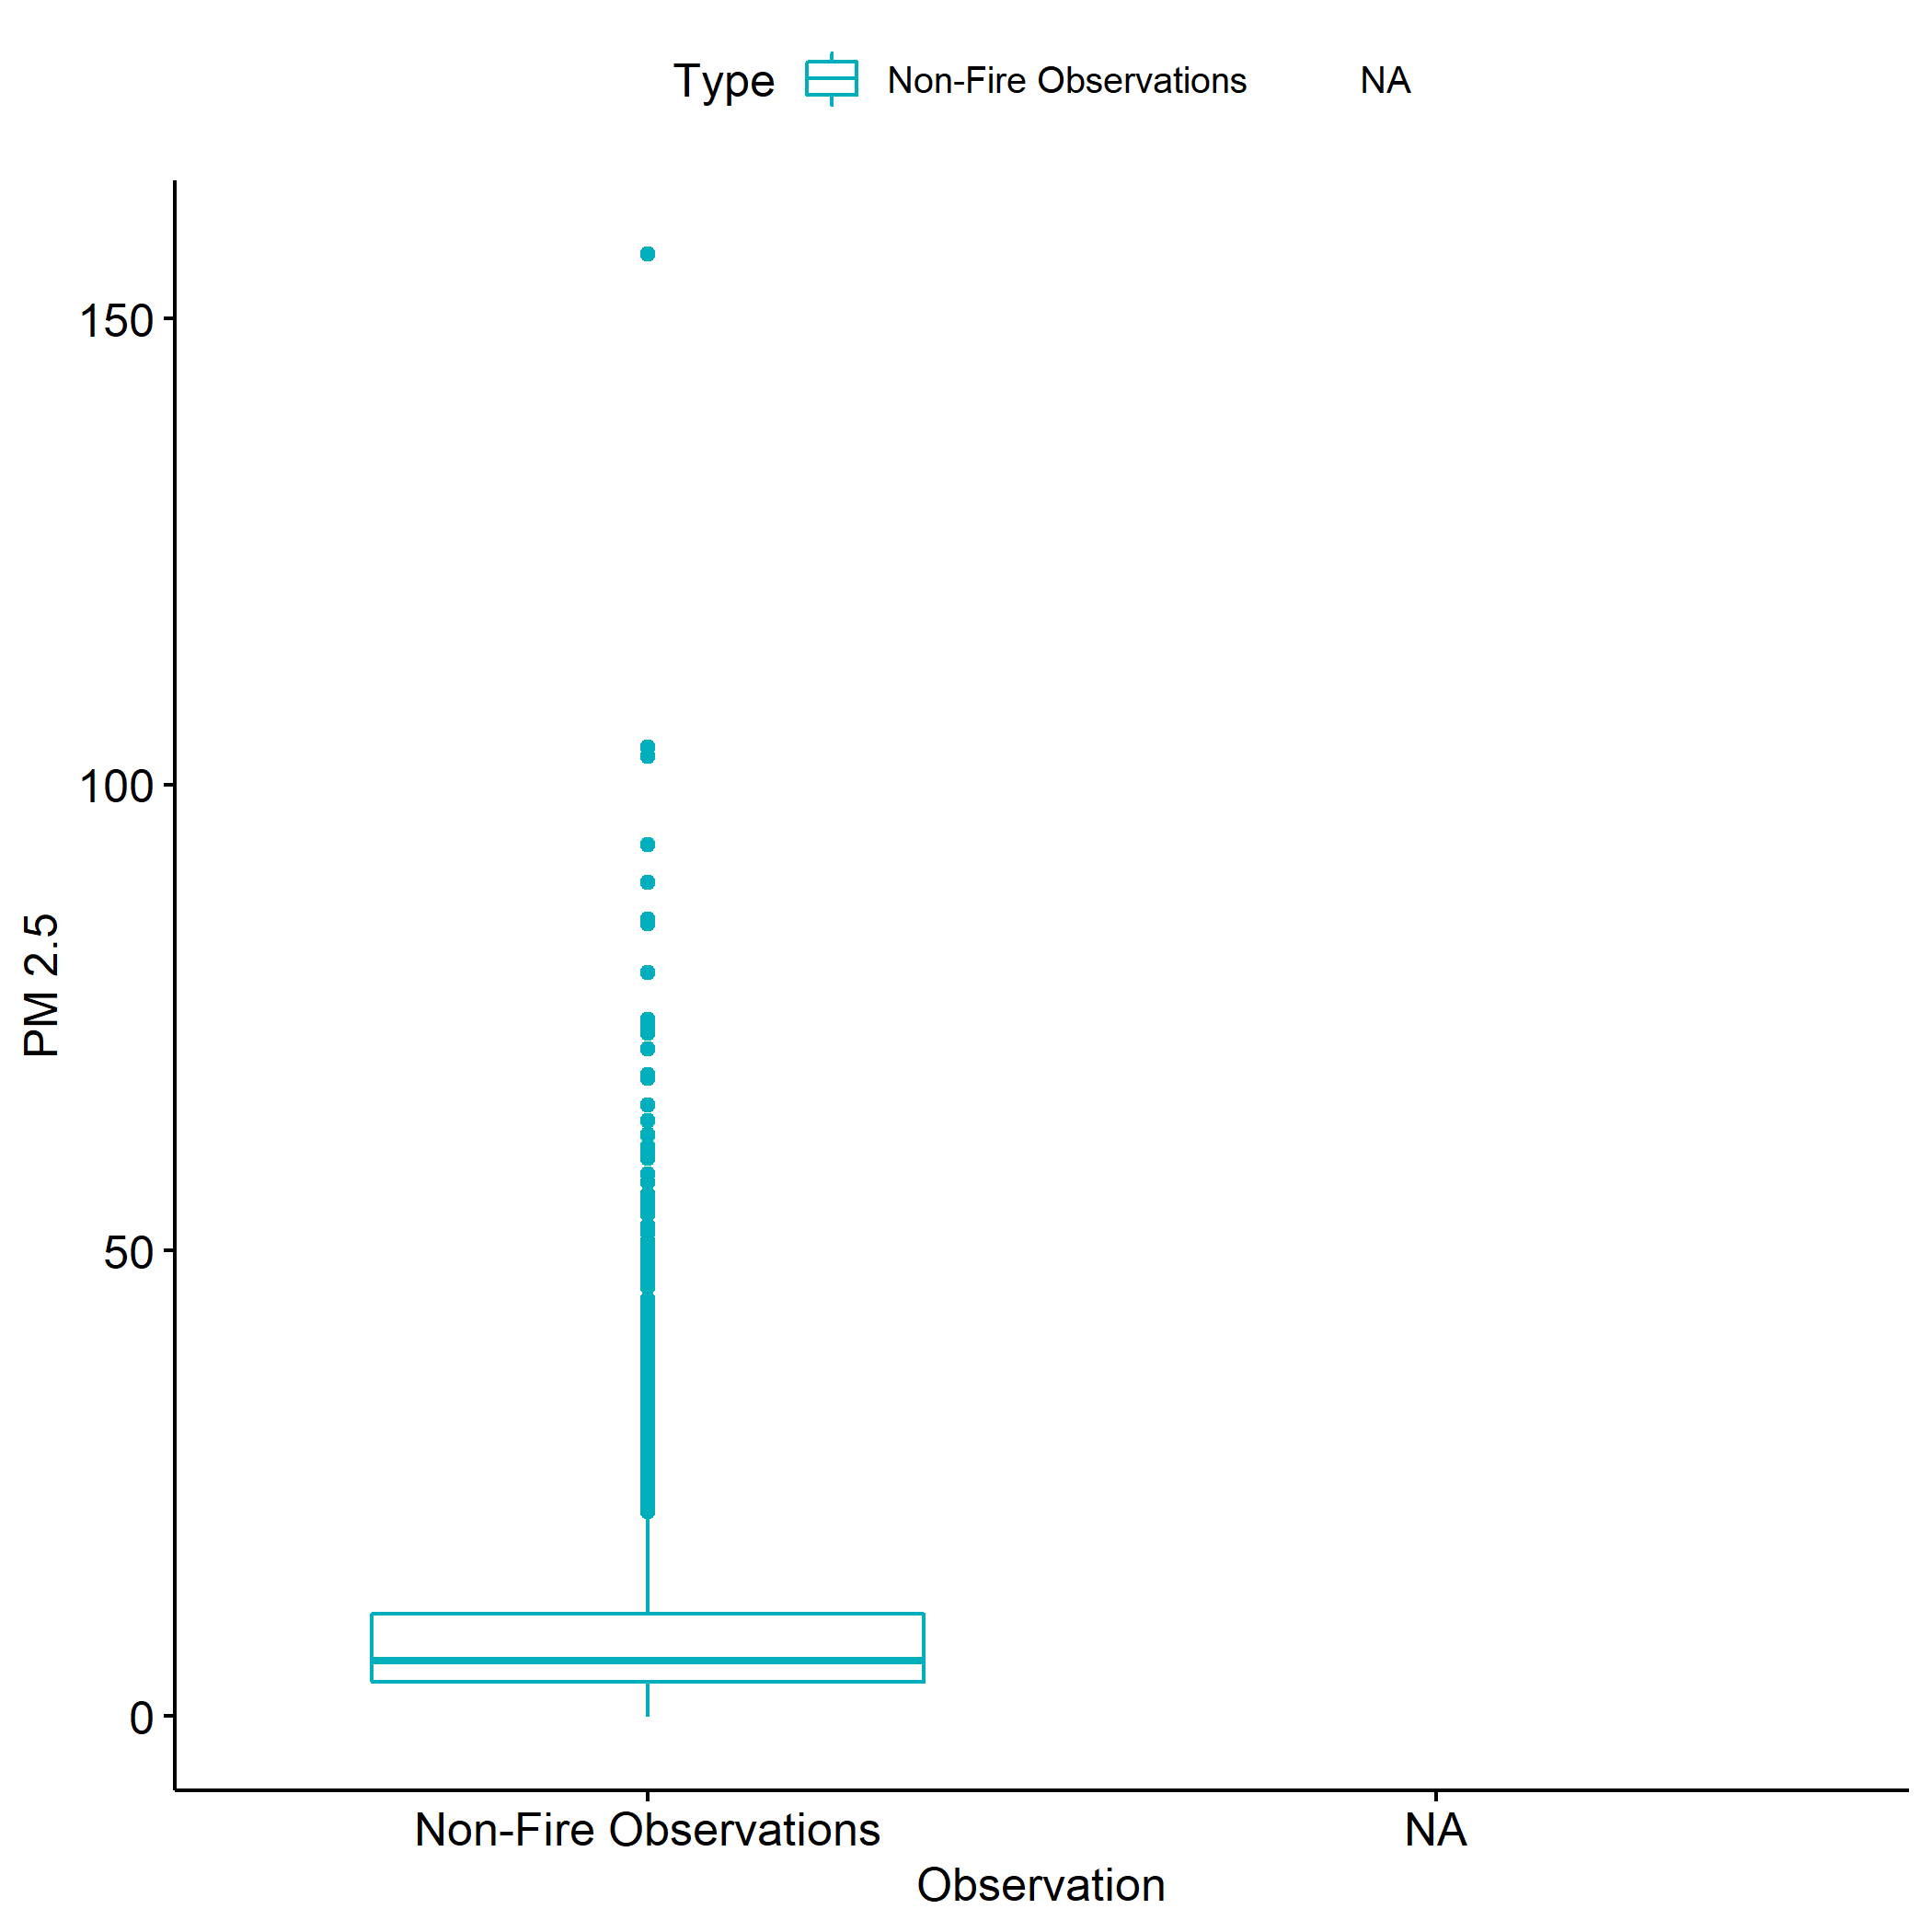 Type Non-Fire Observations NA
150
100
50
0
PM 2.5
Non-Fire Observations NA
Observation